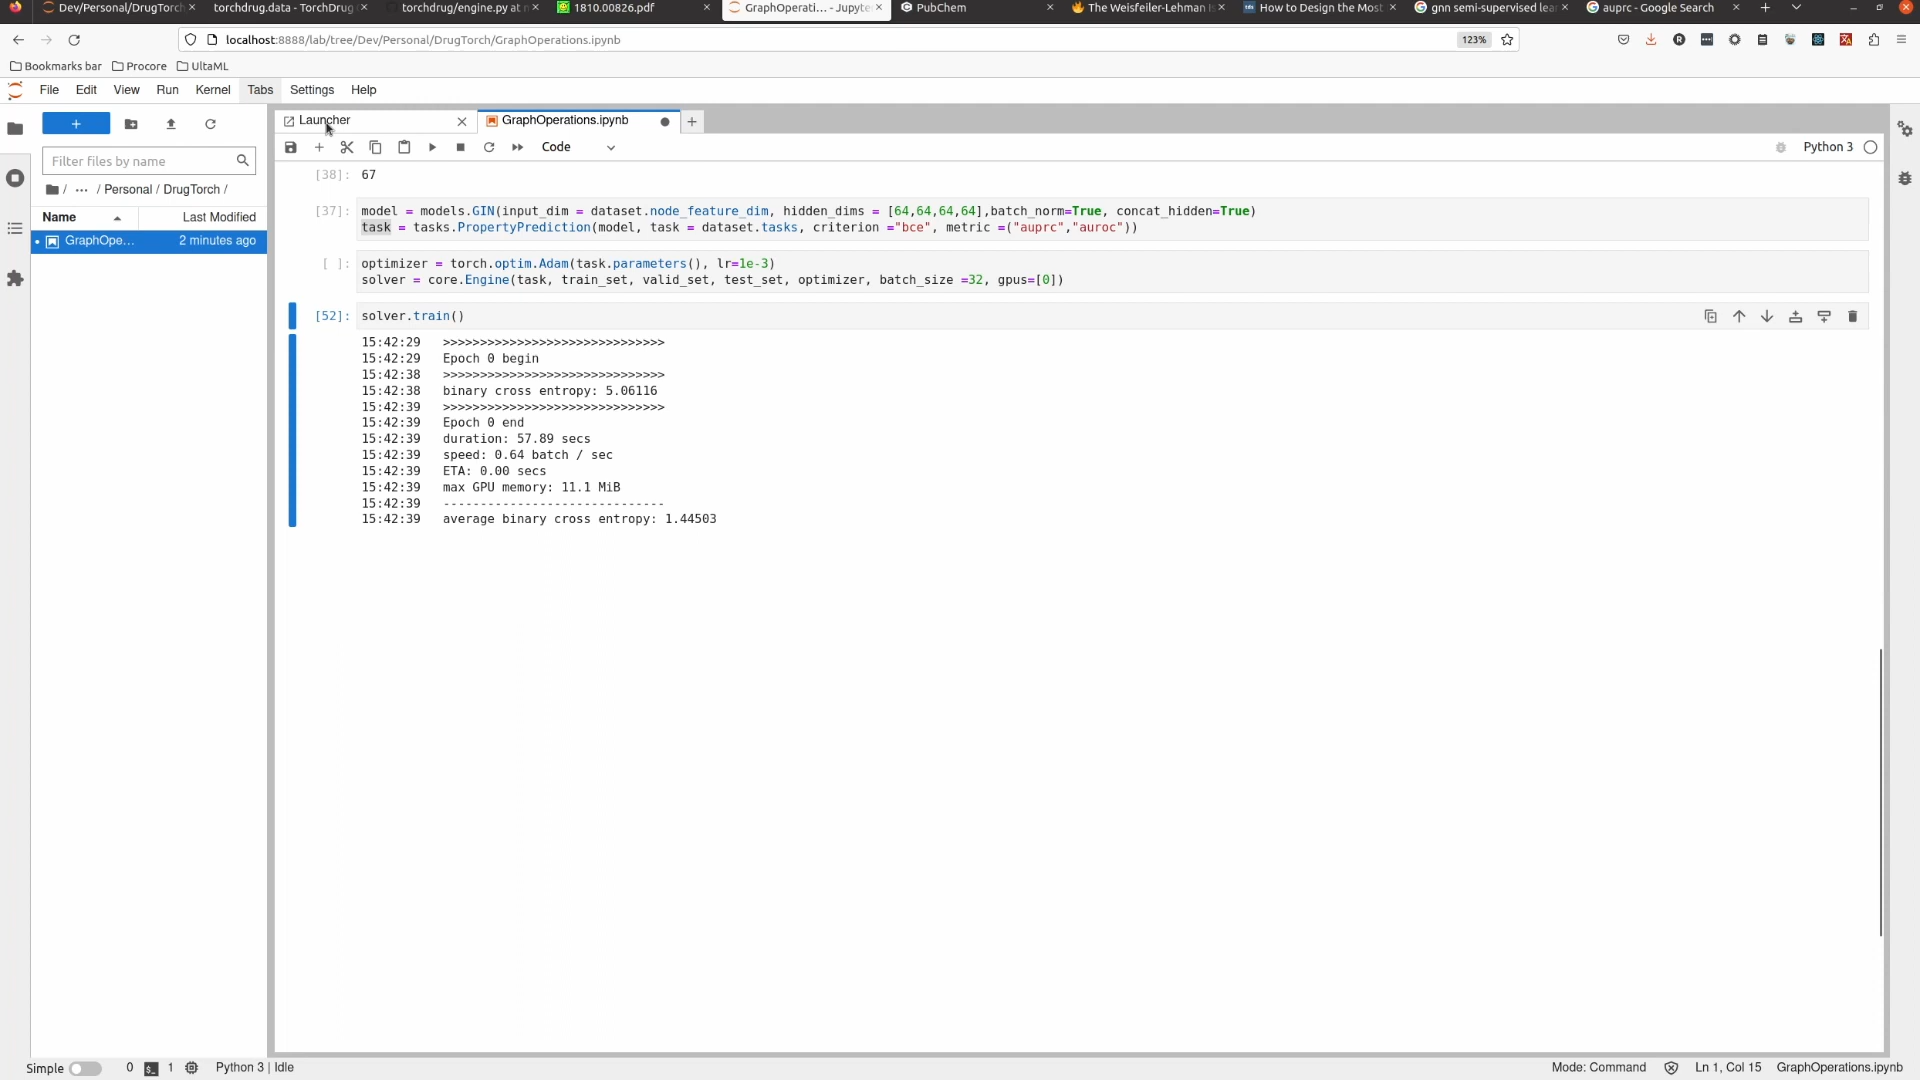 Dev/Personal/DrugTorch
torchdrug.data - TorchDrug
torchdrug/engine.py at
1810.00826.pdf
GraphOperati... - Jupyte
PubChem
The Weisfeiler-Lehman
How to Design the Most
gnn semi-supervised lea
auprc - Google Search
localhost:8888/lab/tree/Dev/Personal/DrugTorch/GraphOperations.ipynb
123%
Bookmarks bar
Procore
UltaML
File
Edit
View
Run
Kernel
Tabs
Settings
Help
Launcher
GraphOperations.ipynb
Filter files by name
Code
Python 3
/ ... / Personal / DrugTorch /
Name
Last Modified
GraphOpe...
2 minutes ago
[38]: 67
[37]: model = models.GIN(input_dim = dataset.node_feature_dim, hidden_dims = [64,64,64,64],batch_norm=True, concat_hidden=True)
task = tasks.PropertyPrediction(model, task = dataset.tasks, criterion ="bce", metric =("auprc","auroc"))
[ ]: optimizer = torch.optim.Adam(task.parameters(), lr=1e-3)
solver = core.Engine(task, train_set, valid_set, test_set, optimizer, batch_size =32, gpus=[0])
[52]: solver.train()
15:42:29 >>>>>>>>>>>>>>>>>>>>>>>>>>>>>>
15:42:29 Epoch 0 begin
15:42:38 >>>>>>>>>>>>>>>>>>>>>>>>>>>>>>
15:42:38 binary cross entropy: 5.06116
15:42:39 >>>>>>>>>>>>>>>>>>>>>>>>>>>>>>
15:42:39 Epoch 0 end
15:42:39 duration: 57.89 secs
15:42:39 speed: 0.64 batch / sec
15:42:39 ETA: 0.00 secs
15:42:39 max GPU memory: 11.1 MiB
15:42:39 ------------------------------
15:42:39 average binary cross entropy: 1.44503
Simple
0
1
Python 3 | Idle
Mode: Command
Ln 1, Col 15
GraphOperations.ipynb